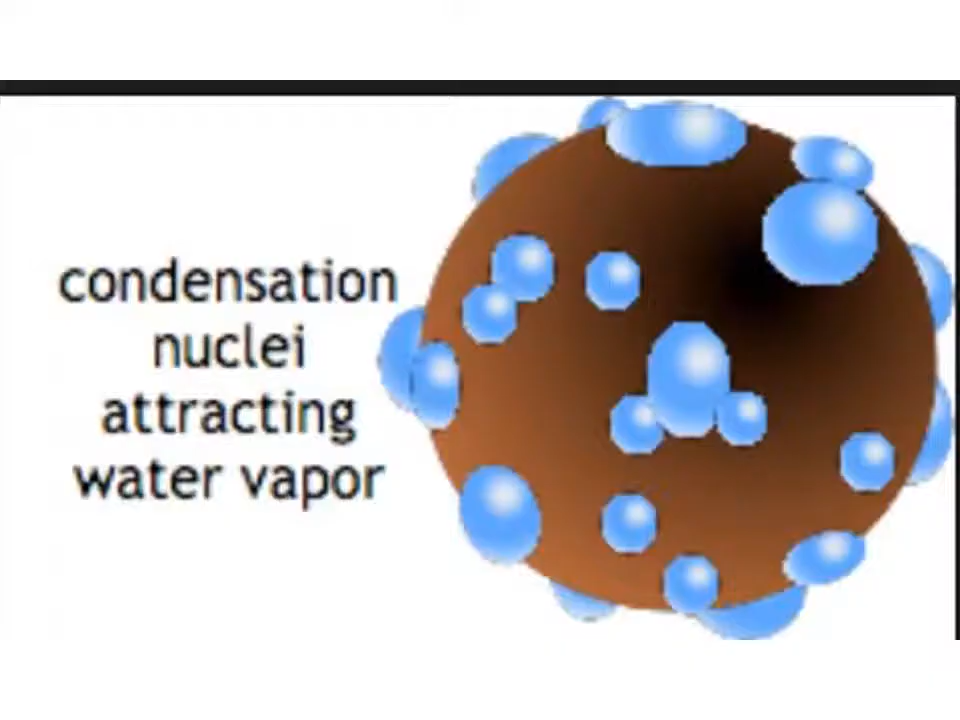 condensation
nuclei
attracting
water vapor